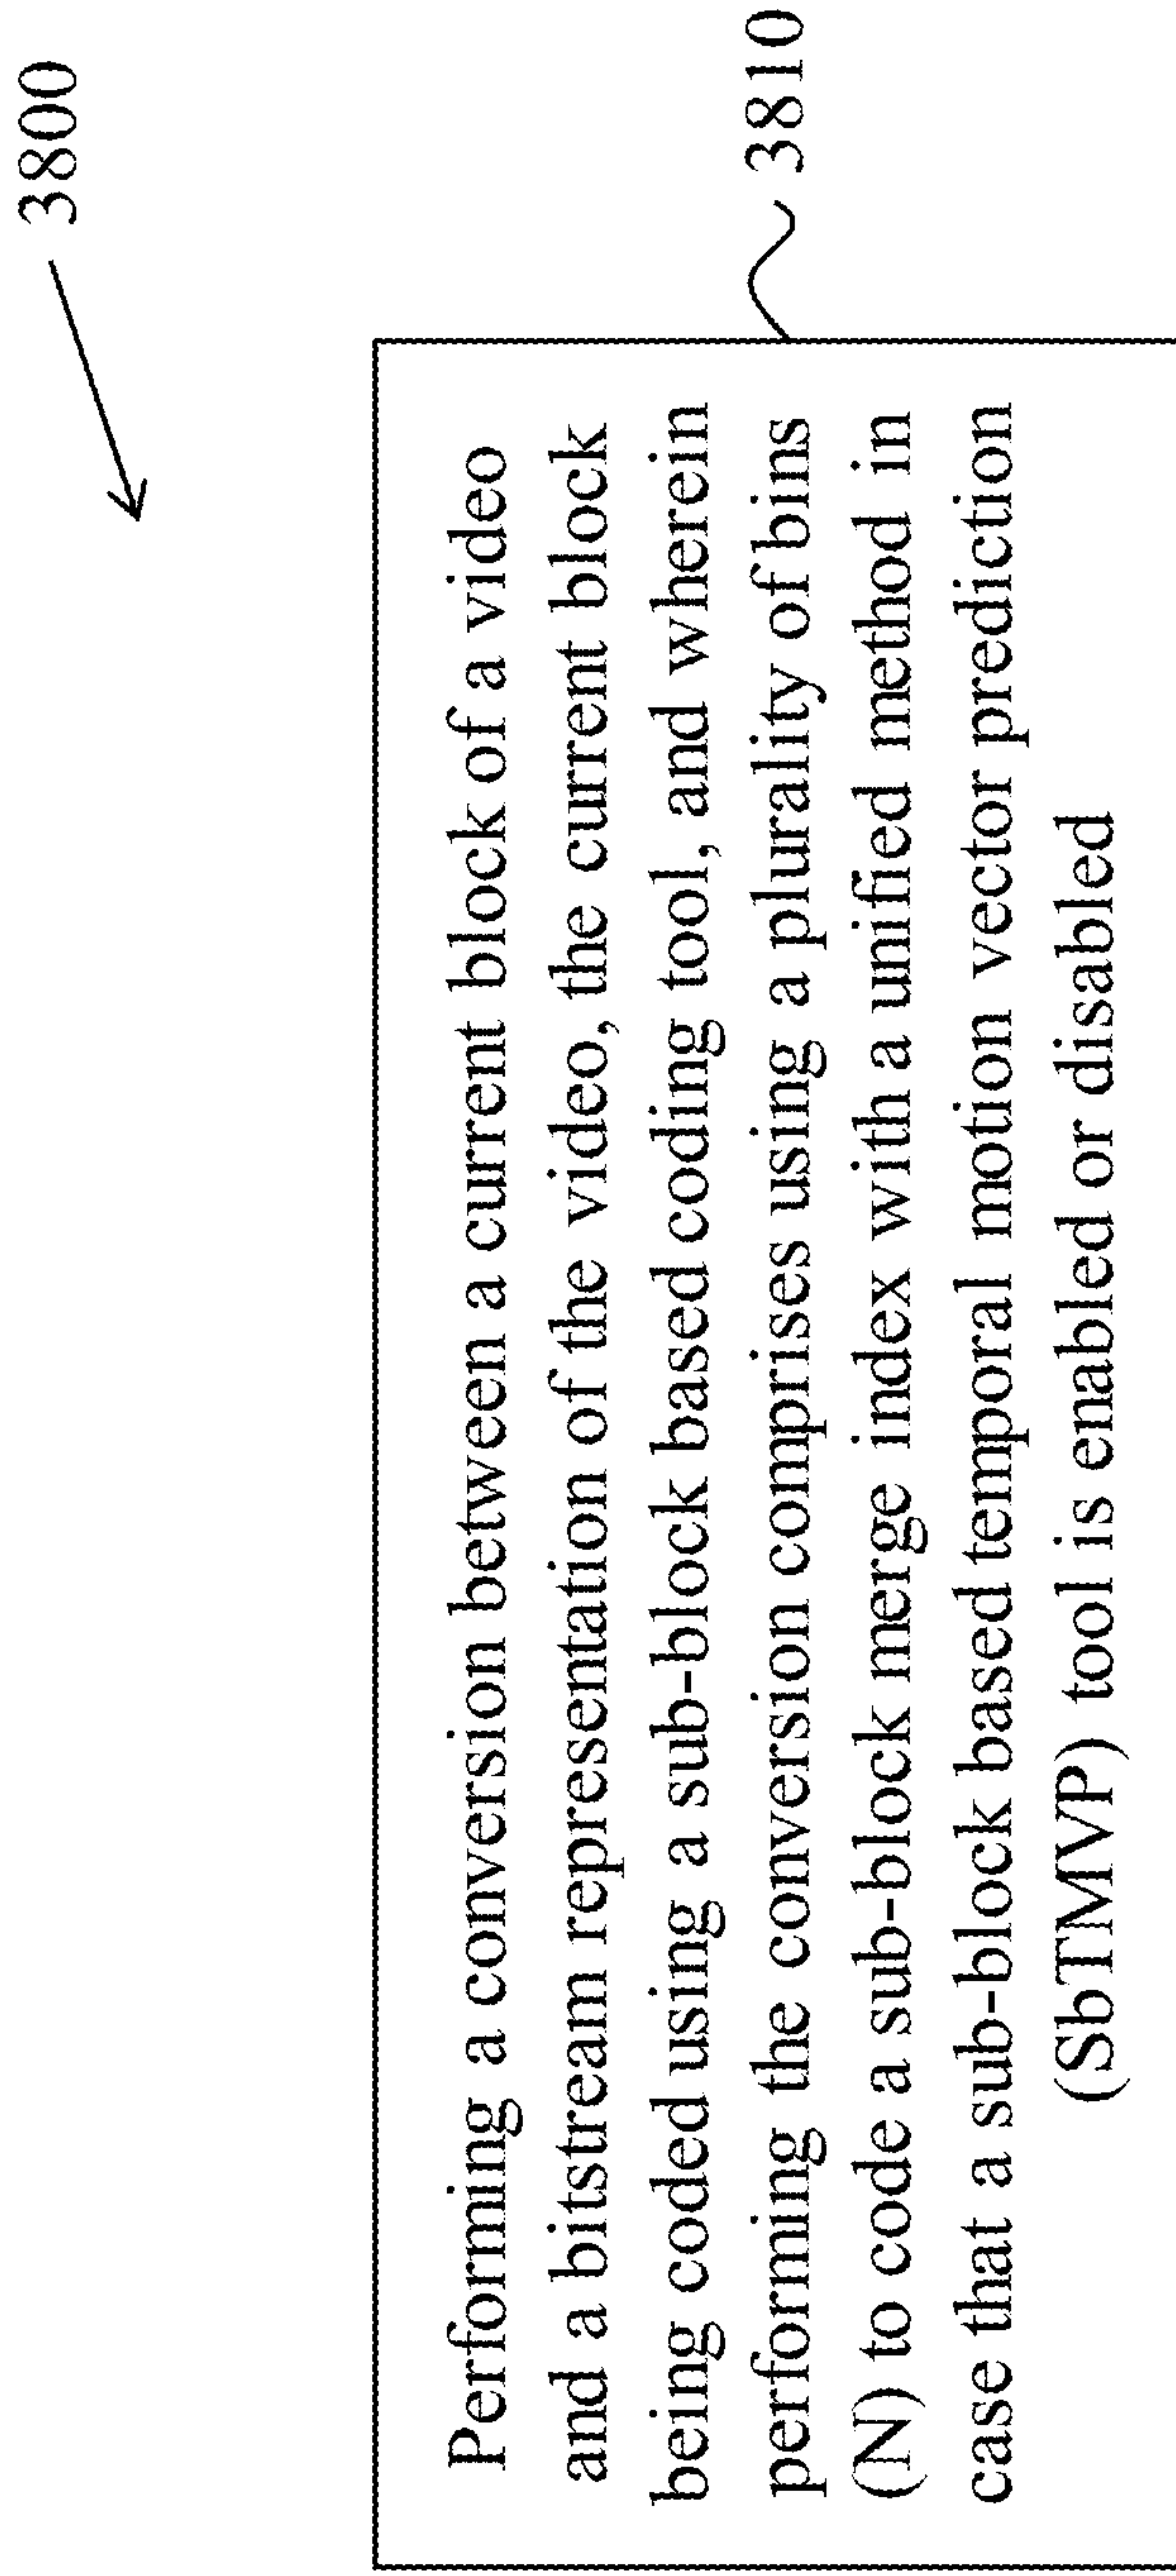 3800
Performing a conversion between a current block of a video
and a bitstream representation of the video, the current block
being coded using a sub-block based coding tool, and wherein
performing the conversion comprises using a plurality of bins
(N) to code a sub-block merge index with a unified method in
case that a sub-block based temporal motion vector prediction
(SbTMVP) tool is enabled or disabled
3810